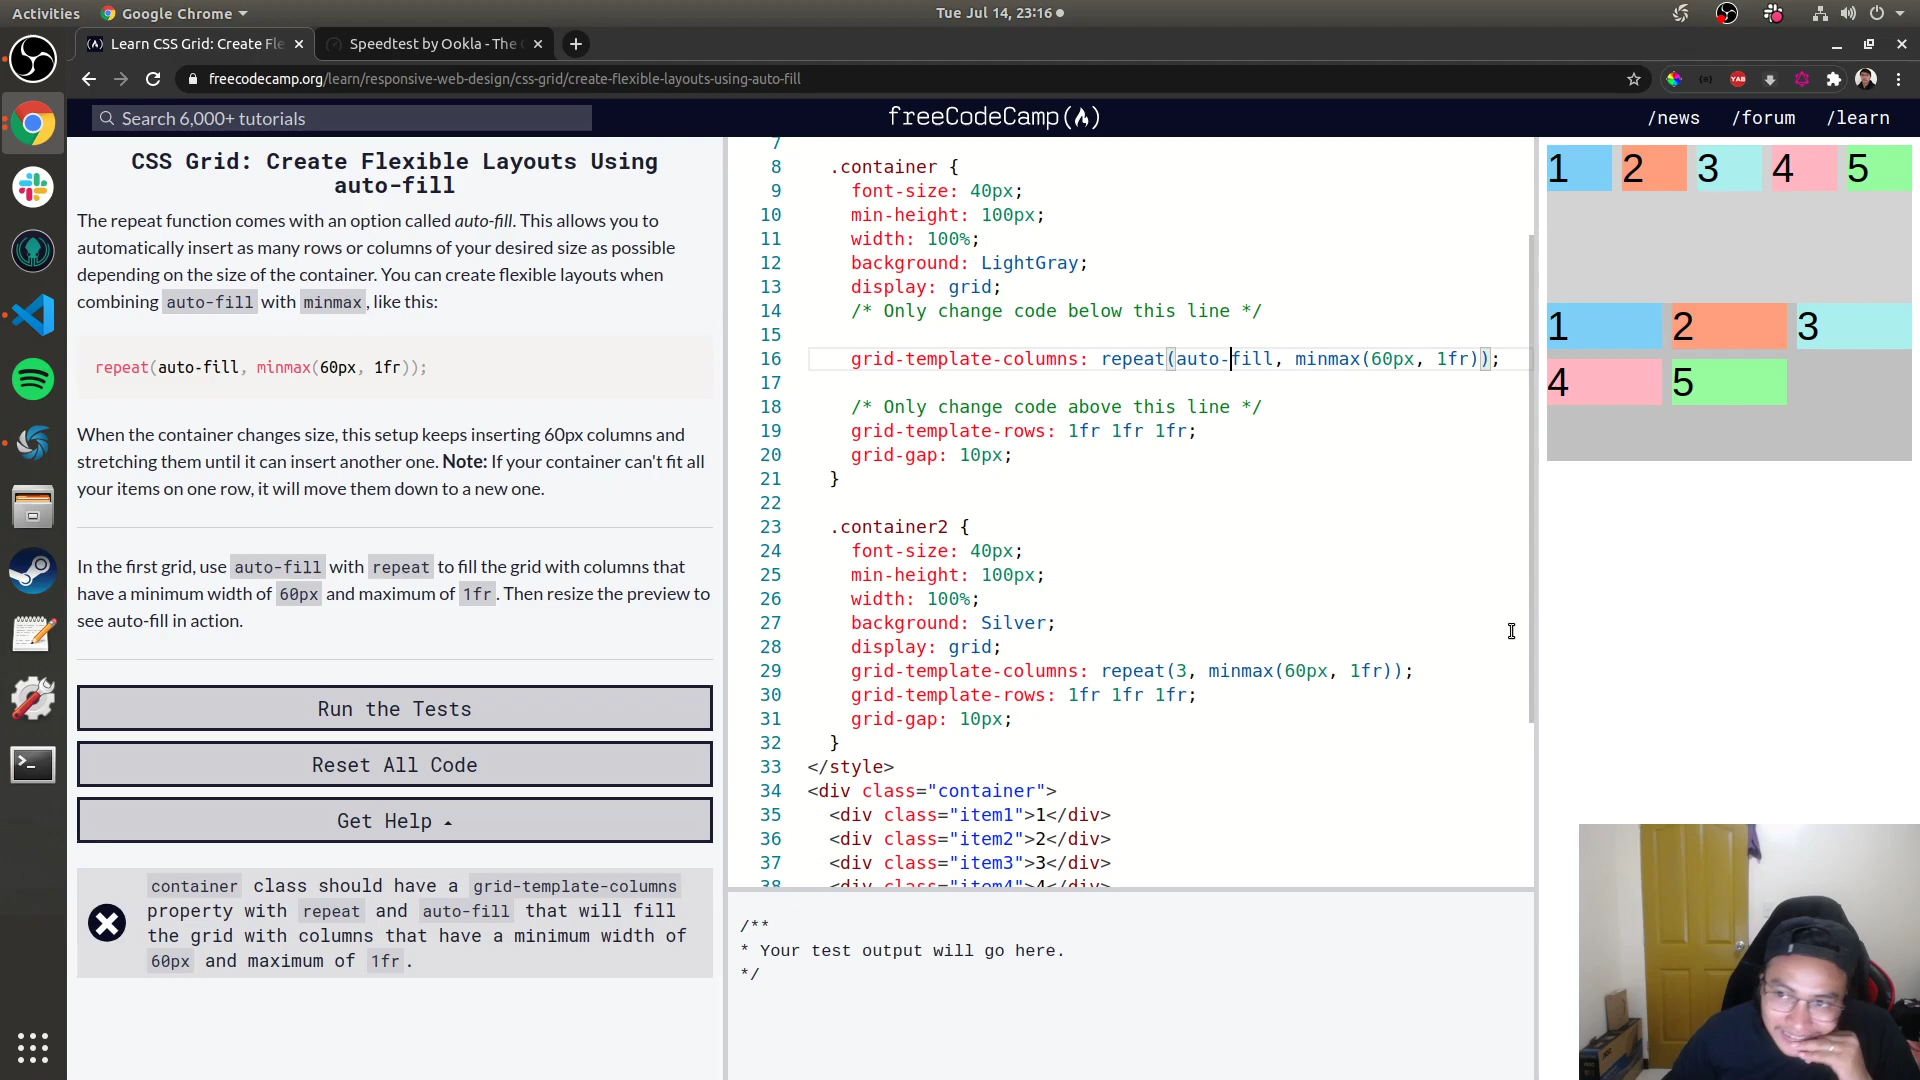 Activities
Google Chrome
Tue Jul 14, 23:16
Learn CSS Grid: Create Fle
Speedtest by Ookla - The
freecodecamp.org/learn/responsive-web-design/css-grid/create-flexible-layouts-using-auto-fill
YAB
Search 6,000+ tutorials
freeCodeCamp
/news
/forum
/learn
CSS Grid: Create Flexible Layouts Using
auto-fill
The repeat function comes with an option called auto-fill. This allows you to
automatically insert as many rows or columns of your desired size as possible
depending on the size of the container. You can create flexible layouts when
combining auto-fill with minmax, like this:
repeat(auto-fill, minmax(60px, 1fr));
When the container changes size, this setup keeps inserting 60px columns and
stretching them until it can insert another one. Note: If your container can't fit all
your items on one row, it will move them down to a new one.
In the first grid, use auto-fill with repeat to fill the grid with columns that
have a minimum width of 60px and maximum of 1fr. Then resize the preview to
see auto-fill in action.
Run the Tests
Reset All Code
Get Help
container class should have a grid-template-columns
property with repeat and auto-fill that will fill
the grid with columns that have a minimum width of
60px and maximum of 1fr.
7
8 .container {
9 font-size: 40px;
10 min-height: 100px;
11 width: 100%;
12 background: LightGray;
13 display: grid;
14 /* Only change code below this line */
15
16 grid-template-columns: repeat(auto-fill, minmax(60px, 1fr));
17
18 /* Only change code above this line */
19 grid-template-rows: 1fr 1fr 1fr;
20 grid-gap: 10px;
21 }
22
23 .container2 {
24 font-size: 40px;
25 min-height: 100px;
26 width: 100%;
27 background: Silver;
28 display: grid;
29 grid-template-columns: repeat(3, minmax(60px, 1fr));
30 grid-template-rows: 1fr 1fr 1fr;
31 grid-gap: 10px;
32 }
33 </style>
34 <div class="container">
35 <div class="item1">1</div>
36 <div class="item2">2</div>
37 <div class="item3">3</div>
38 <div class="item4">4</div>
/**
* Your test output will go here.
*/
1 2 3 4 5
1 2 3
4 5